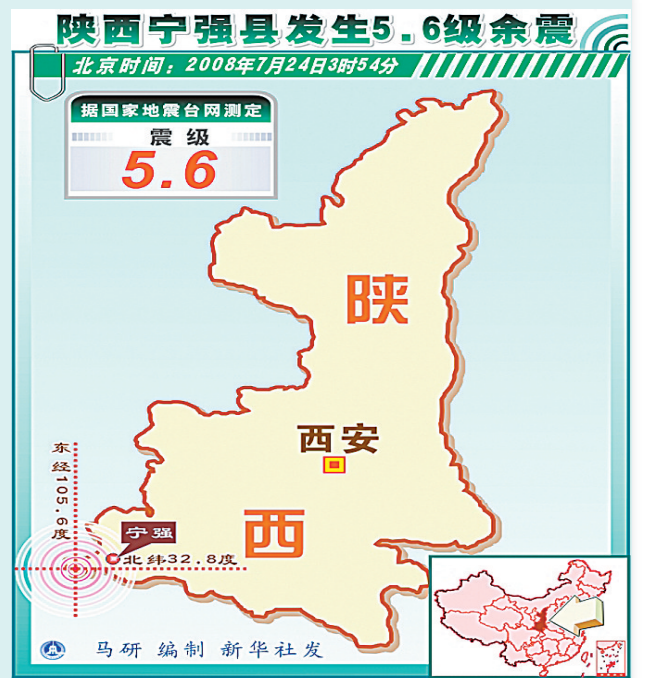 陕西宁强县发生5.6级余震
北京时间：2008年7月24日3时54分
据国家地震台网测定
震级
5.6
陕
西安
东经105.6度
西
宁强
北纬32.8度
马研 编制 新华社发